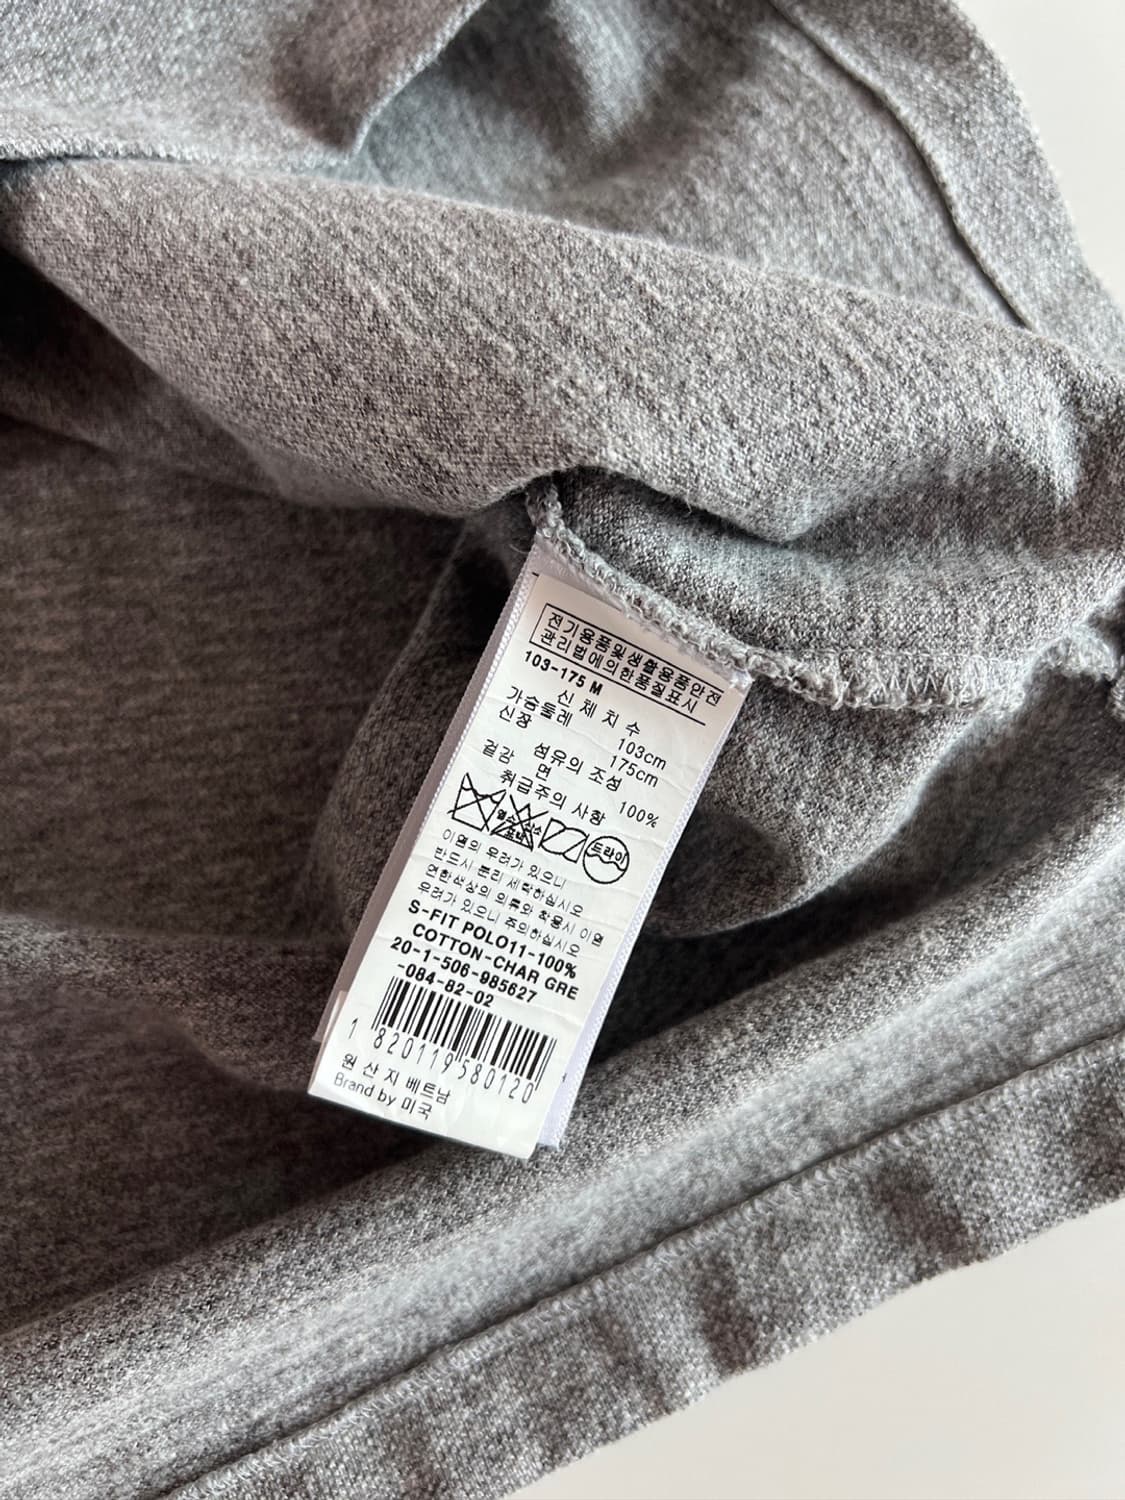 전기용품및생활용품안전
관리법에의한품질표시
103-175 M
신 체 치 수
가슴둘레 103cm
신장 175cm
섬유의 조성
겉감 면 100%
취급주의 사항
염소,산소
표백
드라이
이염의 우려가 있으니
반드시 분리 세탁하십시오
연한색상의 의류와 착용시 이염
우려가 있으니 주의하십시오
S-FIT POLO11-100%
COTTON-CHAR GRE
20-1-506-985627
-084-82-02
1 820119 580120
원 산 지 베트남
Brand by 미국